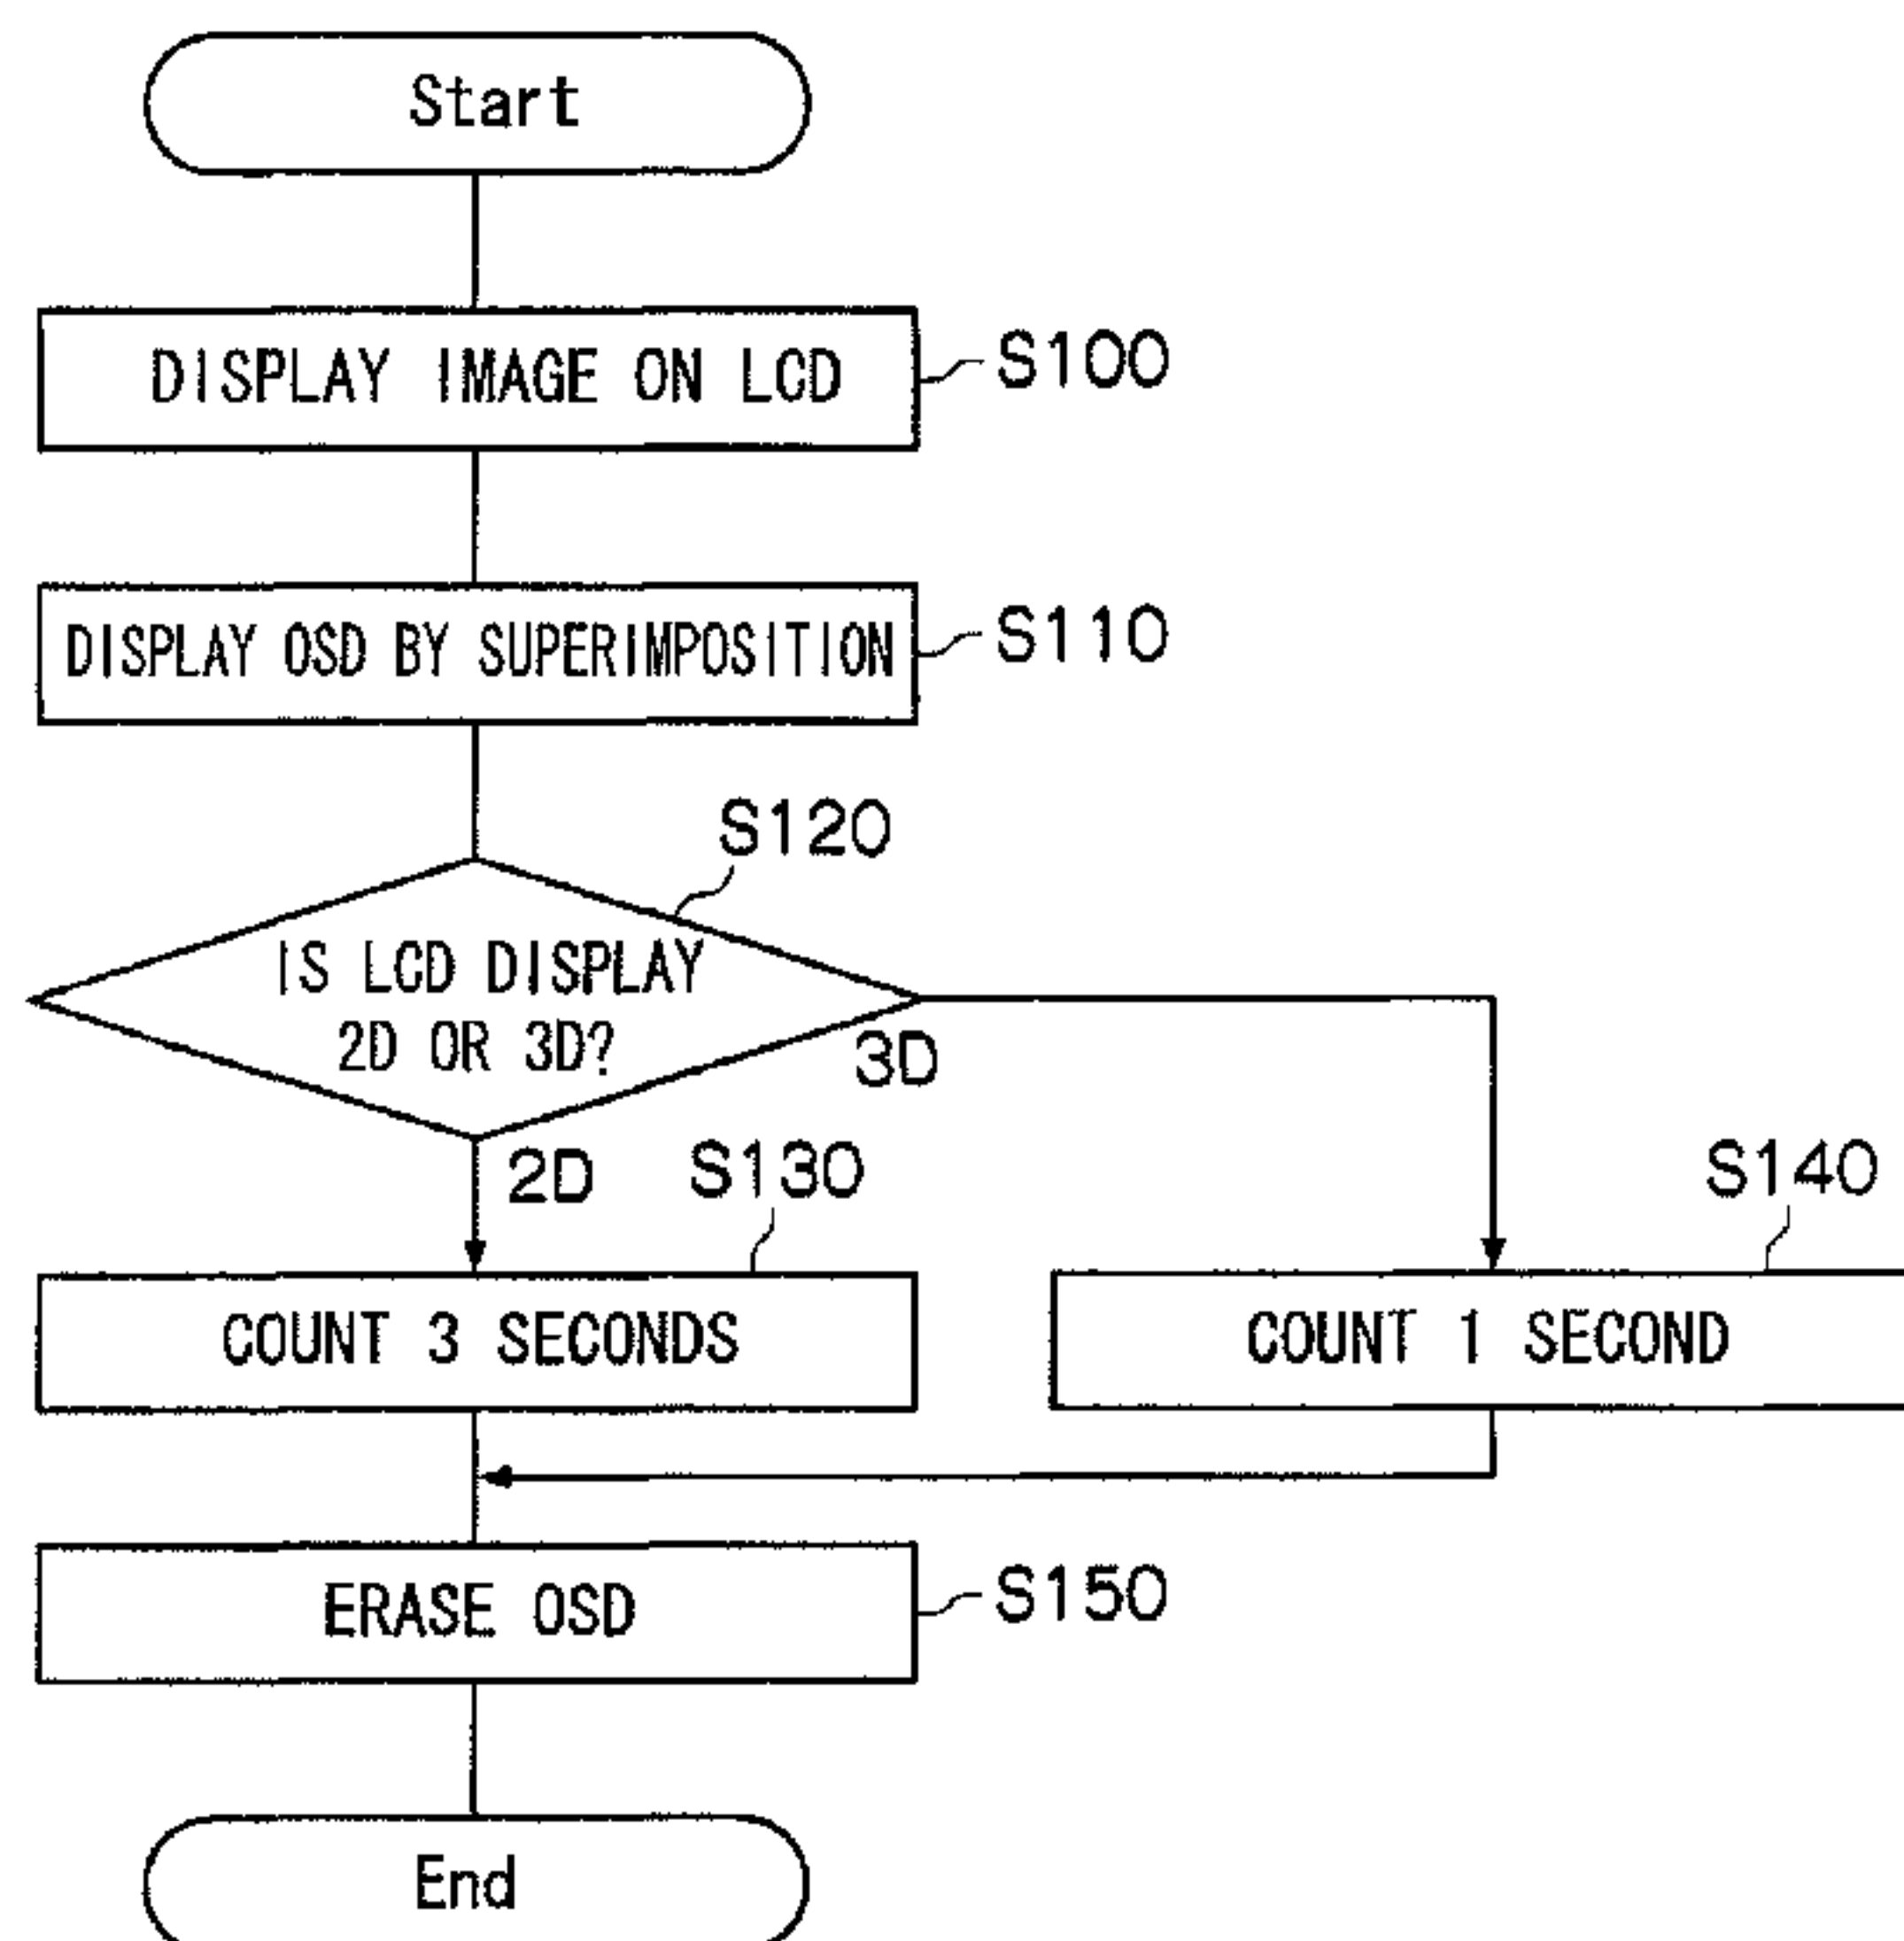 Start
DISPLAY IMAGE ON LCD
S100
DISPLAY OSD BY SUPERIMPOSITION
S110
S120
IS LCD DISPLAY
2D OR 3D?
3D
2D
S130
S140
COUNT 3 SECONDS
COUNT 1 SECOND
ERASE OSD
S150
End